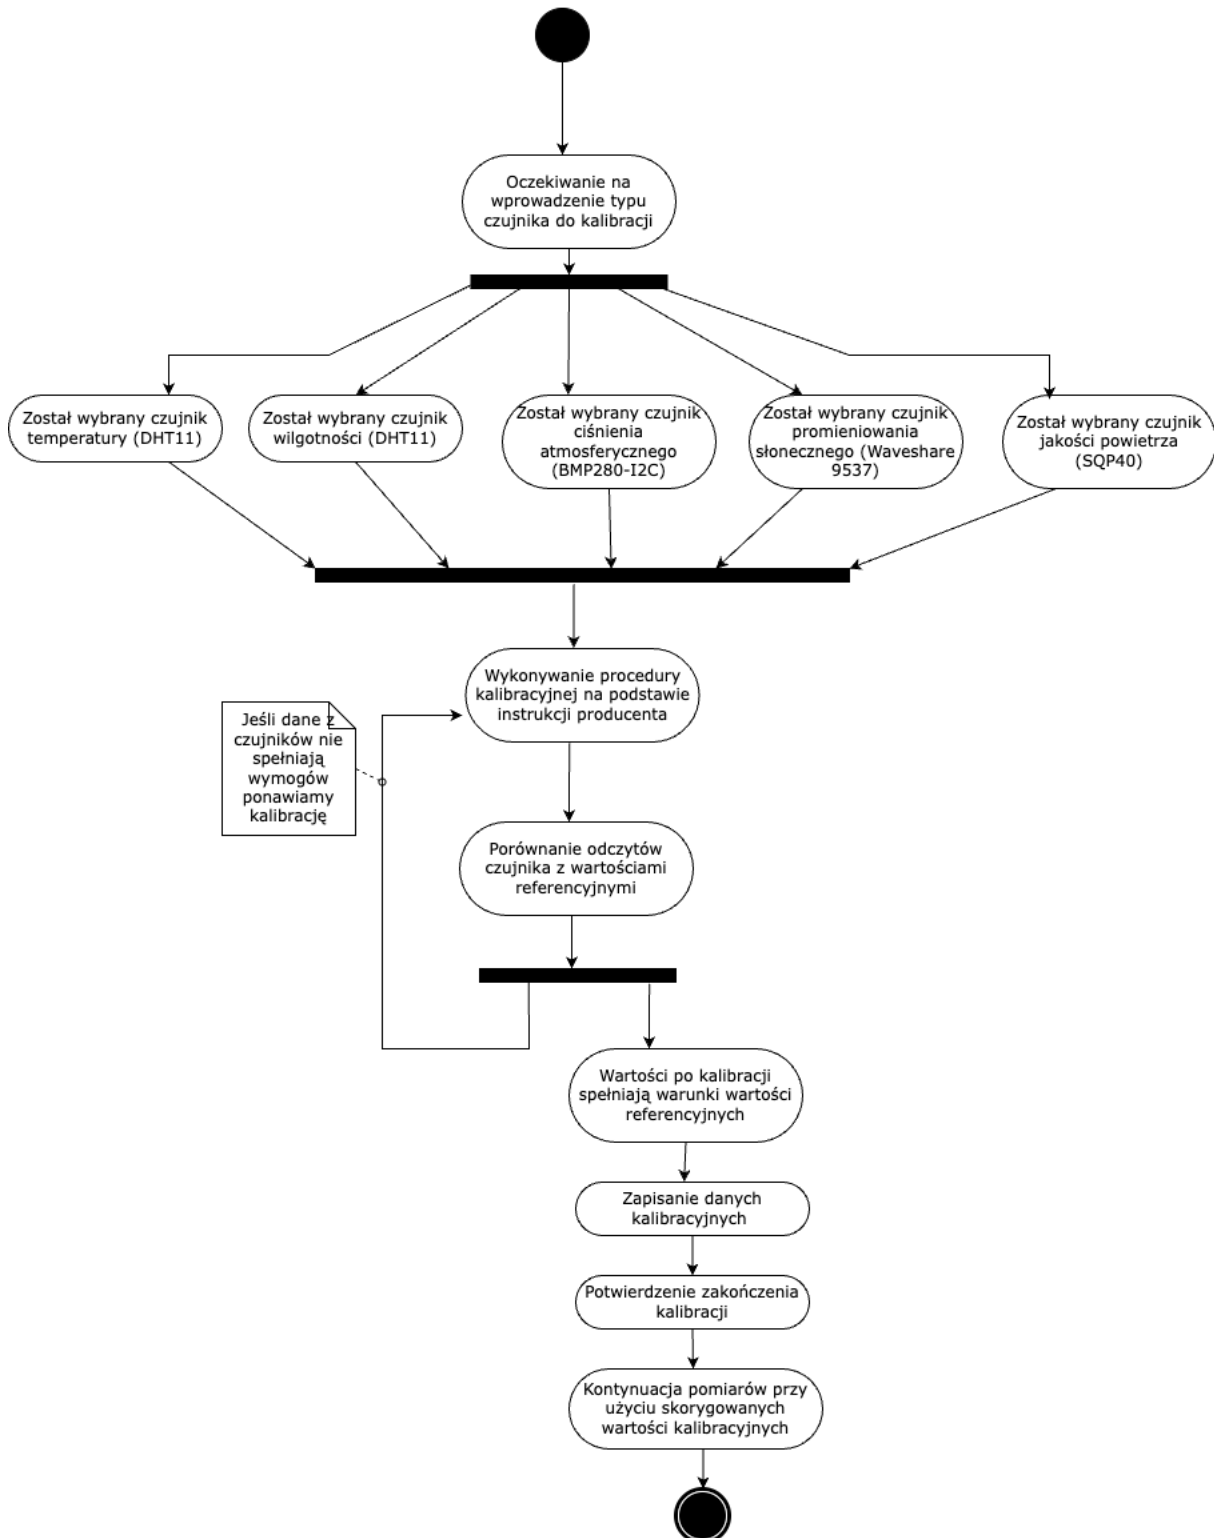 Oczekiwanie na
wprowadzenie typu
czujnika do kalibracji
Został wybrany czujnik
temperatury (DHT11)
Został wybrany czujnik
wilgotności (DHT11)
Został wybrany czujnik
ciśnienia
atmosferycznego
(BMP280-I2C)
Został wybrany czujnik
promieniowania
słonecznego (Waveshare
9537)
Został wybrany czujnik
jakości powietrza
(SQP40)
Wykonywanie procedury
kalibracyjnej na podstawie
instrukcji producenta
Jeśli dane z
czujników nie
spełniają
wymogów
ponawiamy
kalibrację
Porównanie odczytów
czujnika z wartościami
referencyjnymi
Wartości po kalibracji
spełniają warunki wartości
referencyjnych
Zapisanie danych
kalibracyjnych
Potwierdzenie zakończenia
kalibracji
Kontynuacja pomiarów przy
użyciu skorygowanych
wartości kalibracyjnych